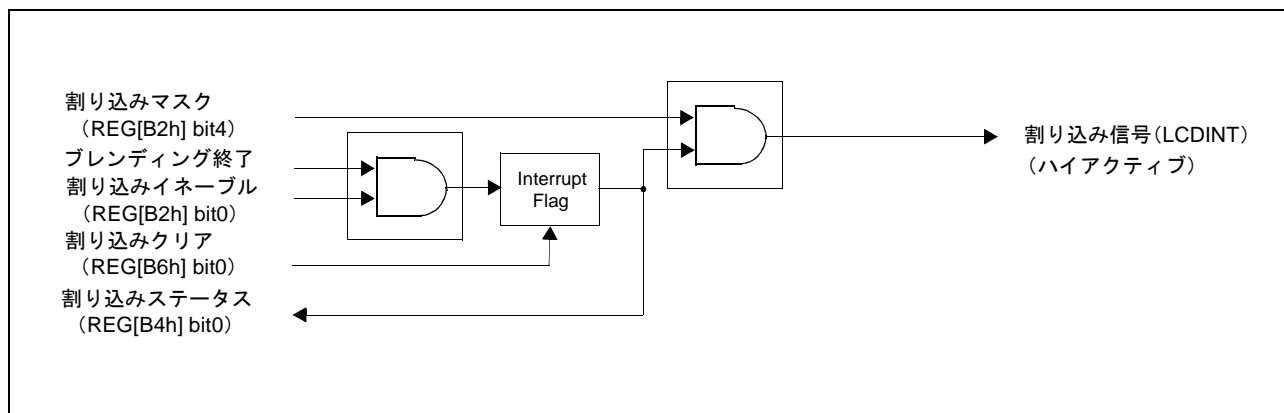 割り込みマスク
（REG[B2h] bit4）
ブレンディング終了
割り込みイネーブル
（REG[B2h] bit0）
割り込みクリア
（REG[B6h] bit0）
割り込みステータス
（REG[B4h] bit0）
Interrupt
Flag
割り込み信号（LCDINT）
（ハイアクティブ）